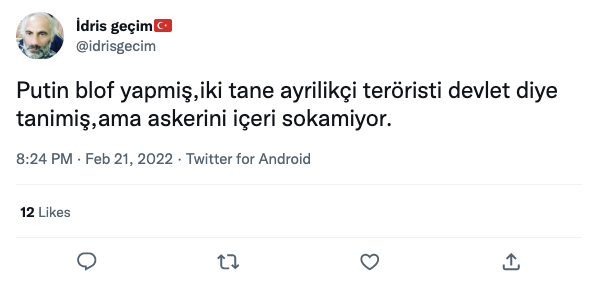 İdris geçim🇹🇷
@idrisgecim
Putin blof yapmiş,iki tane ayrilikçi teröristi devlet diye
tanimiş,ama askerini içeri sokamiyor.
8:24 PM · Feb 21, 2022 · Twitter for Android
12 Likes